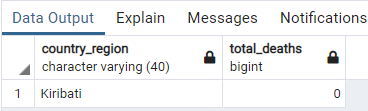 Data Output Explain Messages Notifications
country_region total_deaths
character varying (40) bigint
1 Kiribati 0